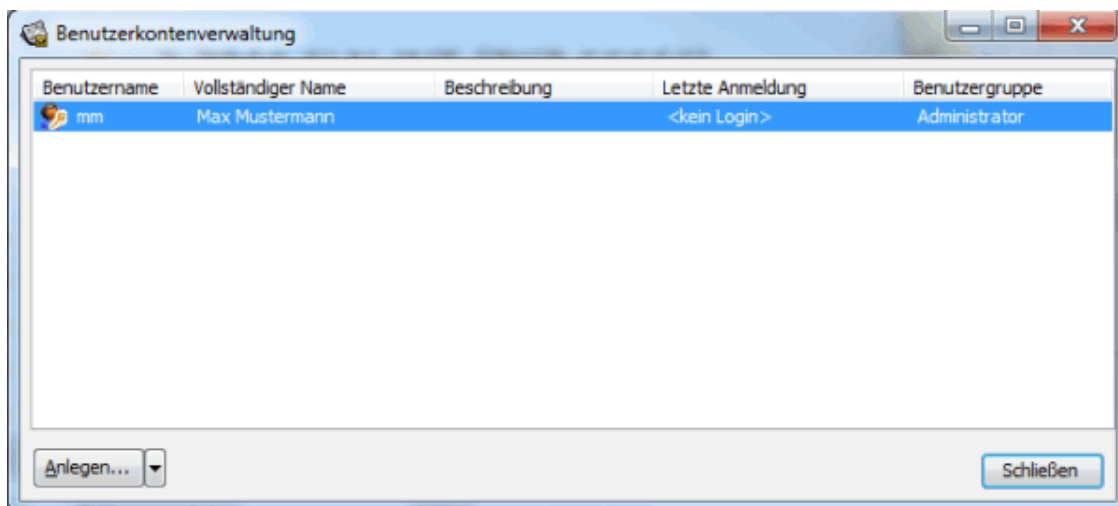 Benutzerkontenverwaltung
Benutzername Vollständiger Name Beschreibung Letzte Anmeldung Benutzergruppe
mm Max Mustermann <kein Login> Administrator
Anlegen... Schließen